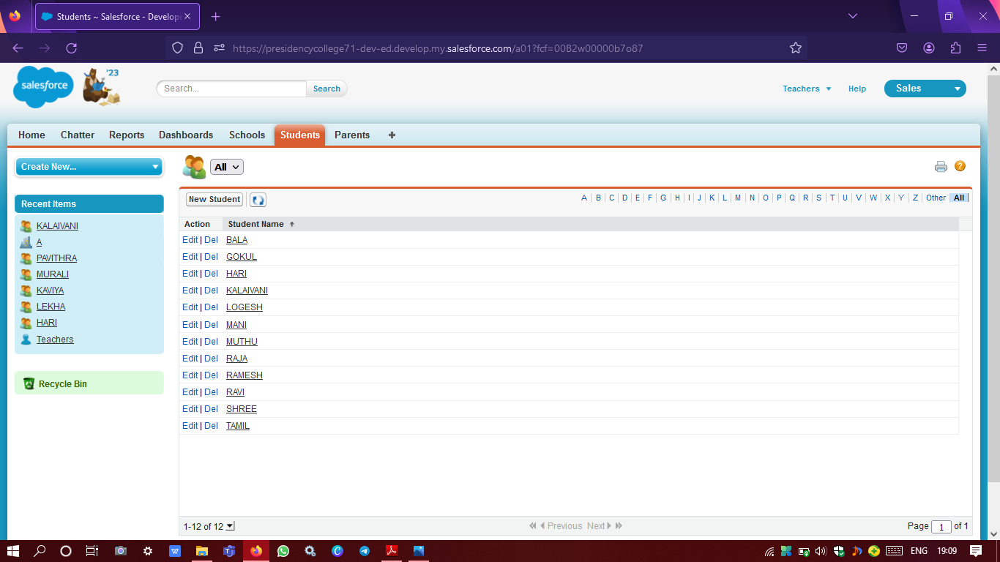 Students ~ Salesforce - Develope
https://presidencycollege71-dev-ed.develop.my.salesforce.com/a01?fcf=00B2w00000b7o87
salesforce
'23
Search...
Search
Teachers
Help
Sales
Home Chatter Reports Dashboards Schools Students Parents
Create New...
All
Recent Items
KALAIVANI
A
PAVITHRA
MURALI
KAVIYA
LEKHA
HARI
Teachers
Recycle Bin
New Student
A | B | C | D | E | F | G | H | I | J | K | L | M | N | O | P | Q | R | S | T | U | V | W | X | Y | Z | Other | All
Action Student Name
Edit | Del BALA
Edit | Del GOKUL
Edit | Del HARI
Edit | Del KALAIVANI
Edit | Del LOGESH
Edit | Del MANI
Edit | Del MUTHU
Edit | Del RAJA
Edit | Del RAMESH
Edit | Del RAVI
Edit | Del SHREE
Edit | Del TAMIL
1-12 of 12
Previous Next
Page 1 of 1
ENG 19:09